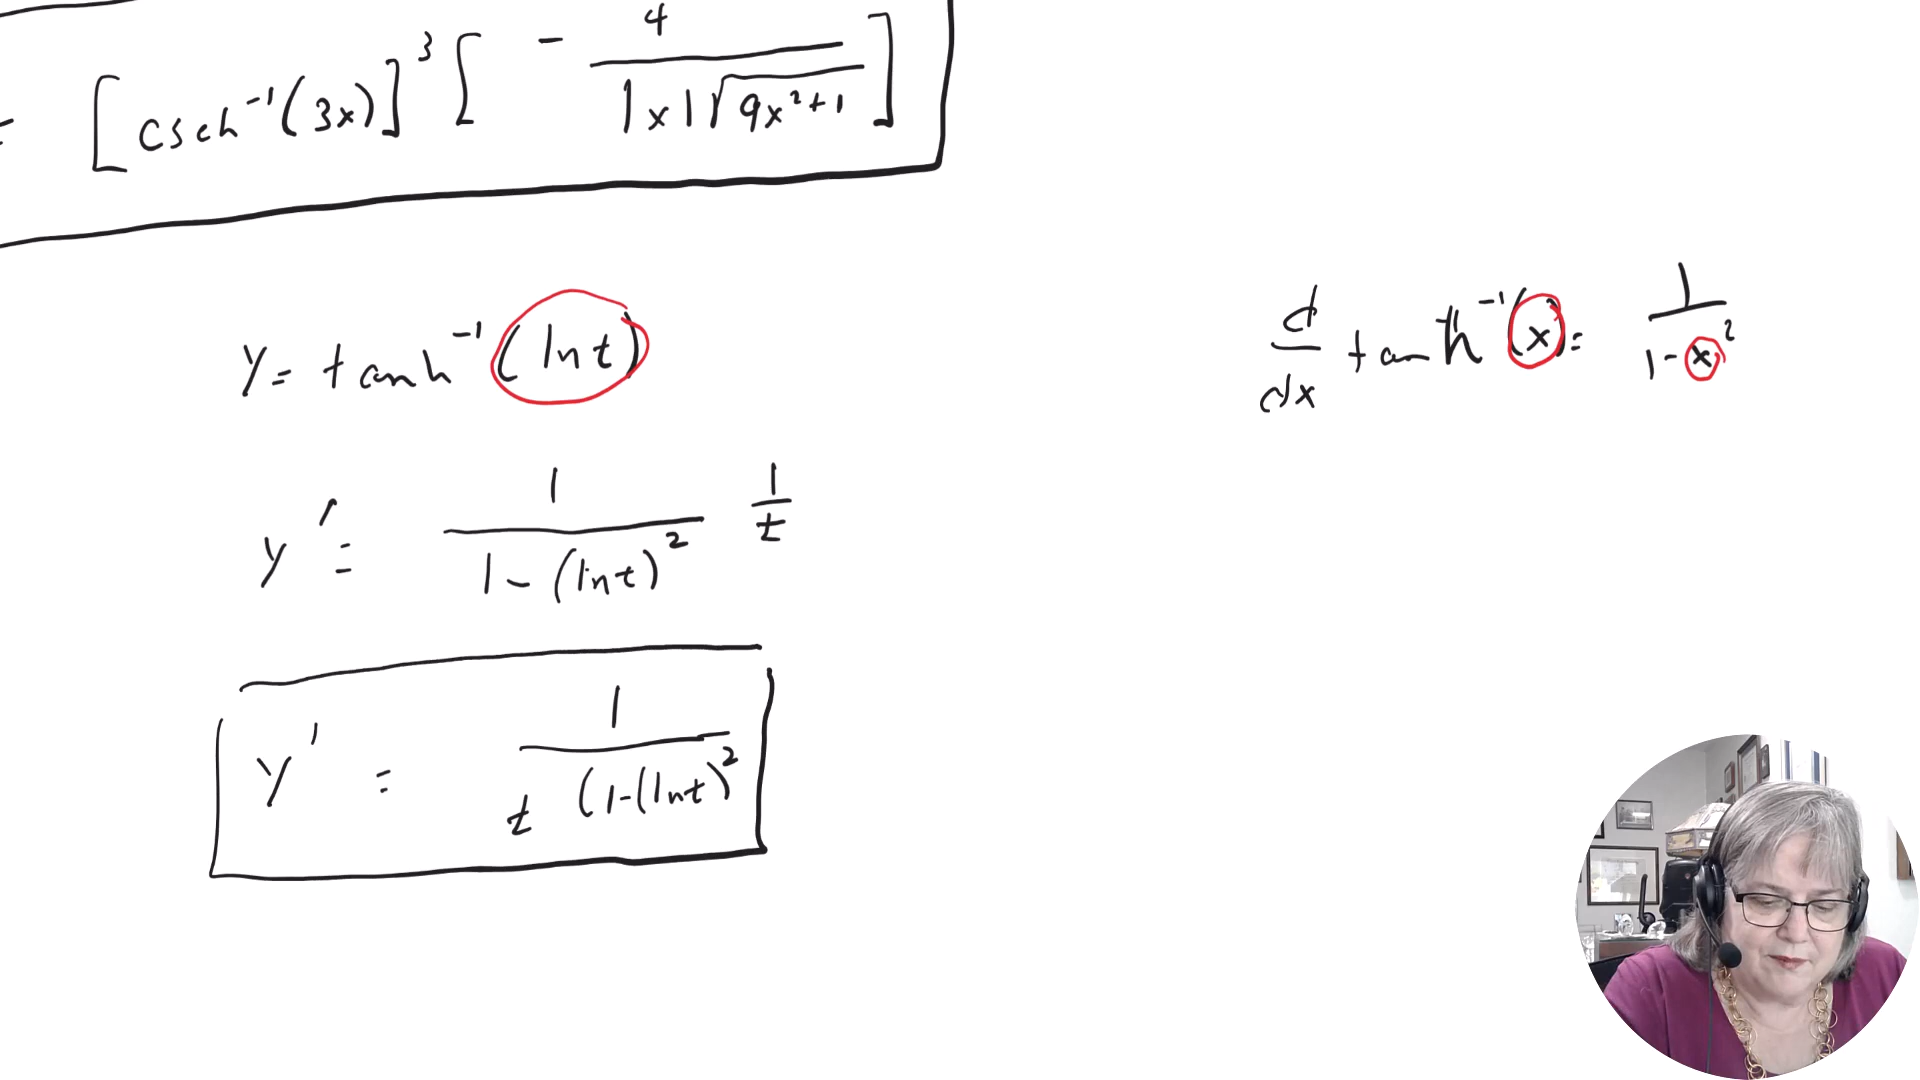 = [csch⁻¹(3x)]³ [ - 4 / |x|√(9x²+1) ]
y = tanh⁻¹(ln t)
d/dx tanh⁻¹(x) = 1 / 1-x²
y' = 1 / 1-(ln t)² 1/t
y' = 1 / t (1-(ln t)²